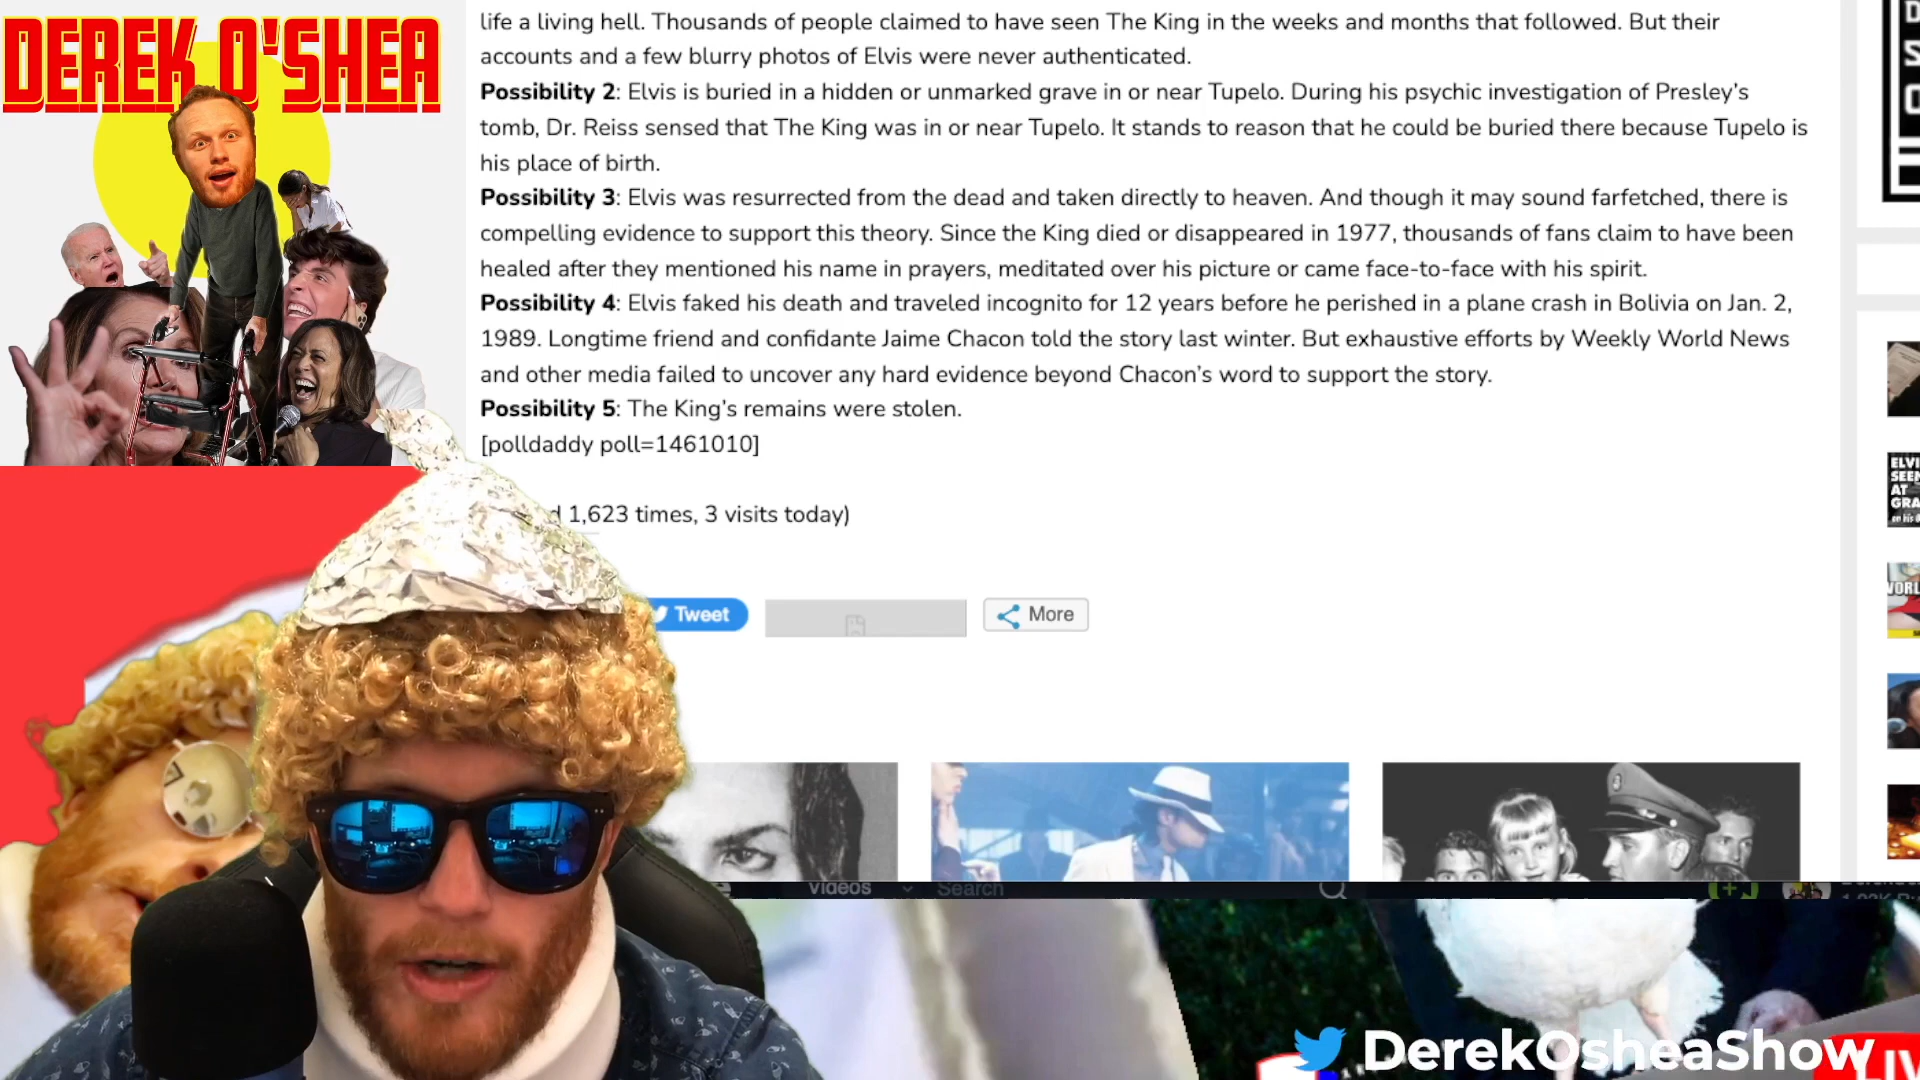 DEREK O'SHEA
life a living hell. Thousands of people claimed to have seen The King in the weeks and months that followed. But their
accounts and a few blurry photos of Elvis were never authenticated.
Possibility 2: Elvis is buried in a hidden or unmarked grave in or near Tupelo. During his psychic investigation of Presley's
tomb, Dr. Reiss sensed that The King was in or near Tupelo. It stands to reason that he could be buried there because Tupelo is
his place of birth.
Possibility 3: Elvis was resurrected from the dead and taken directly to heaven. And though it may sound farfetched, there is
compelling evidence to support this theory. Since the King died or disappeared in 1977, thousands of fans claim to have been
healed after they mentioned his name in prayers, meditated over his picture or came face-to-face with his spirit.
Possibility 4: Elvis faked his death and traveled incognito for 12 years before he perished in a plane crash in Bolivia on Jan. 2,
1989. Longtime friend and confidante Jaime Chacon told the story last winter. But exhaustive efforts by Weekly World News
and other media failed to uncover any hard evidence beyond Chacon's word to support the story.
Possibility 5: The King's remains were stolen.
[polldaddy poll=1461010]
1,623 times, 3 visits today)
Tweet
More
ELVI
SEEN
AT
GRA
Videos
Search
DerekOsheaShow